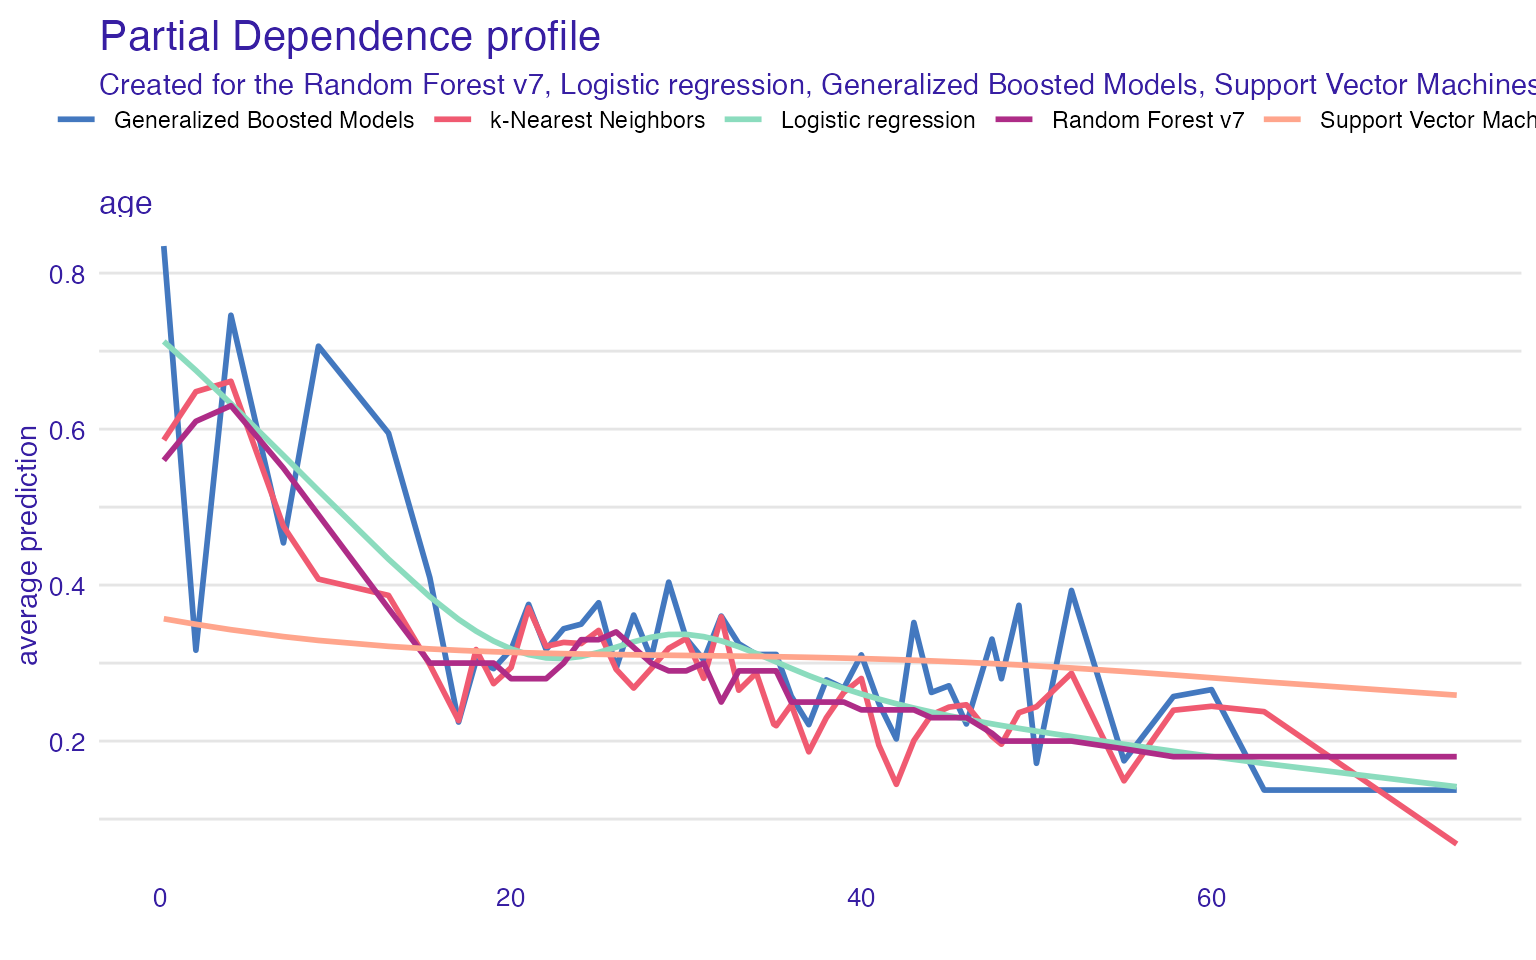 Partial Dependence profile
Created for the Random Forest v7, Logistic regression, Generalized Boosted Models, Support Vector Machines
Generalized Boosted Models k-Nearest Neighbors Logistic regression Random Forest v7 Support Vector Mach
age
average prediction
0.8
0.6
0.4
0.2
0 20 40 60